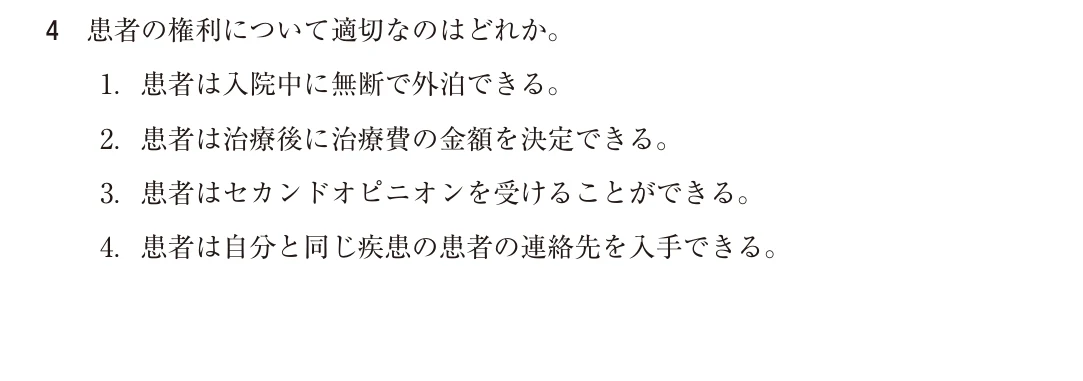 4 患者の権利について適切なのはどれか。
1. 患者は入院中に無断で外泊できる。
2. 患者は治療後に治療費の金額を決定できる。
3. 患者はセカンドオピニオンを受けることができる。
4. 患者は自分と同じ疾患の患者の連絡先を入手できる。